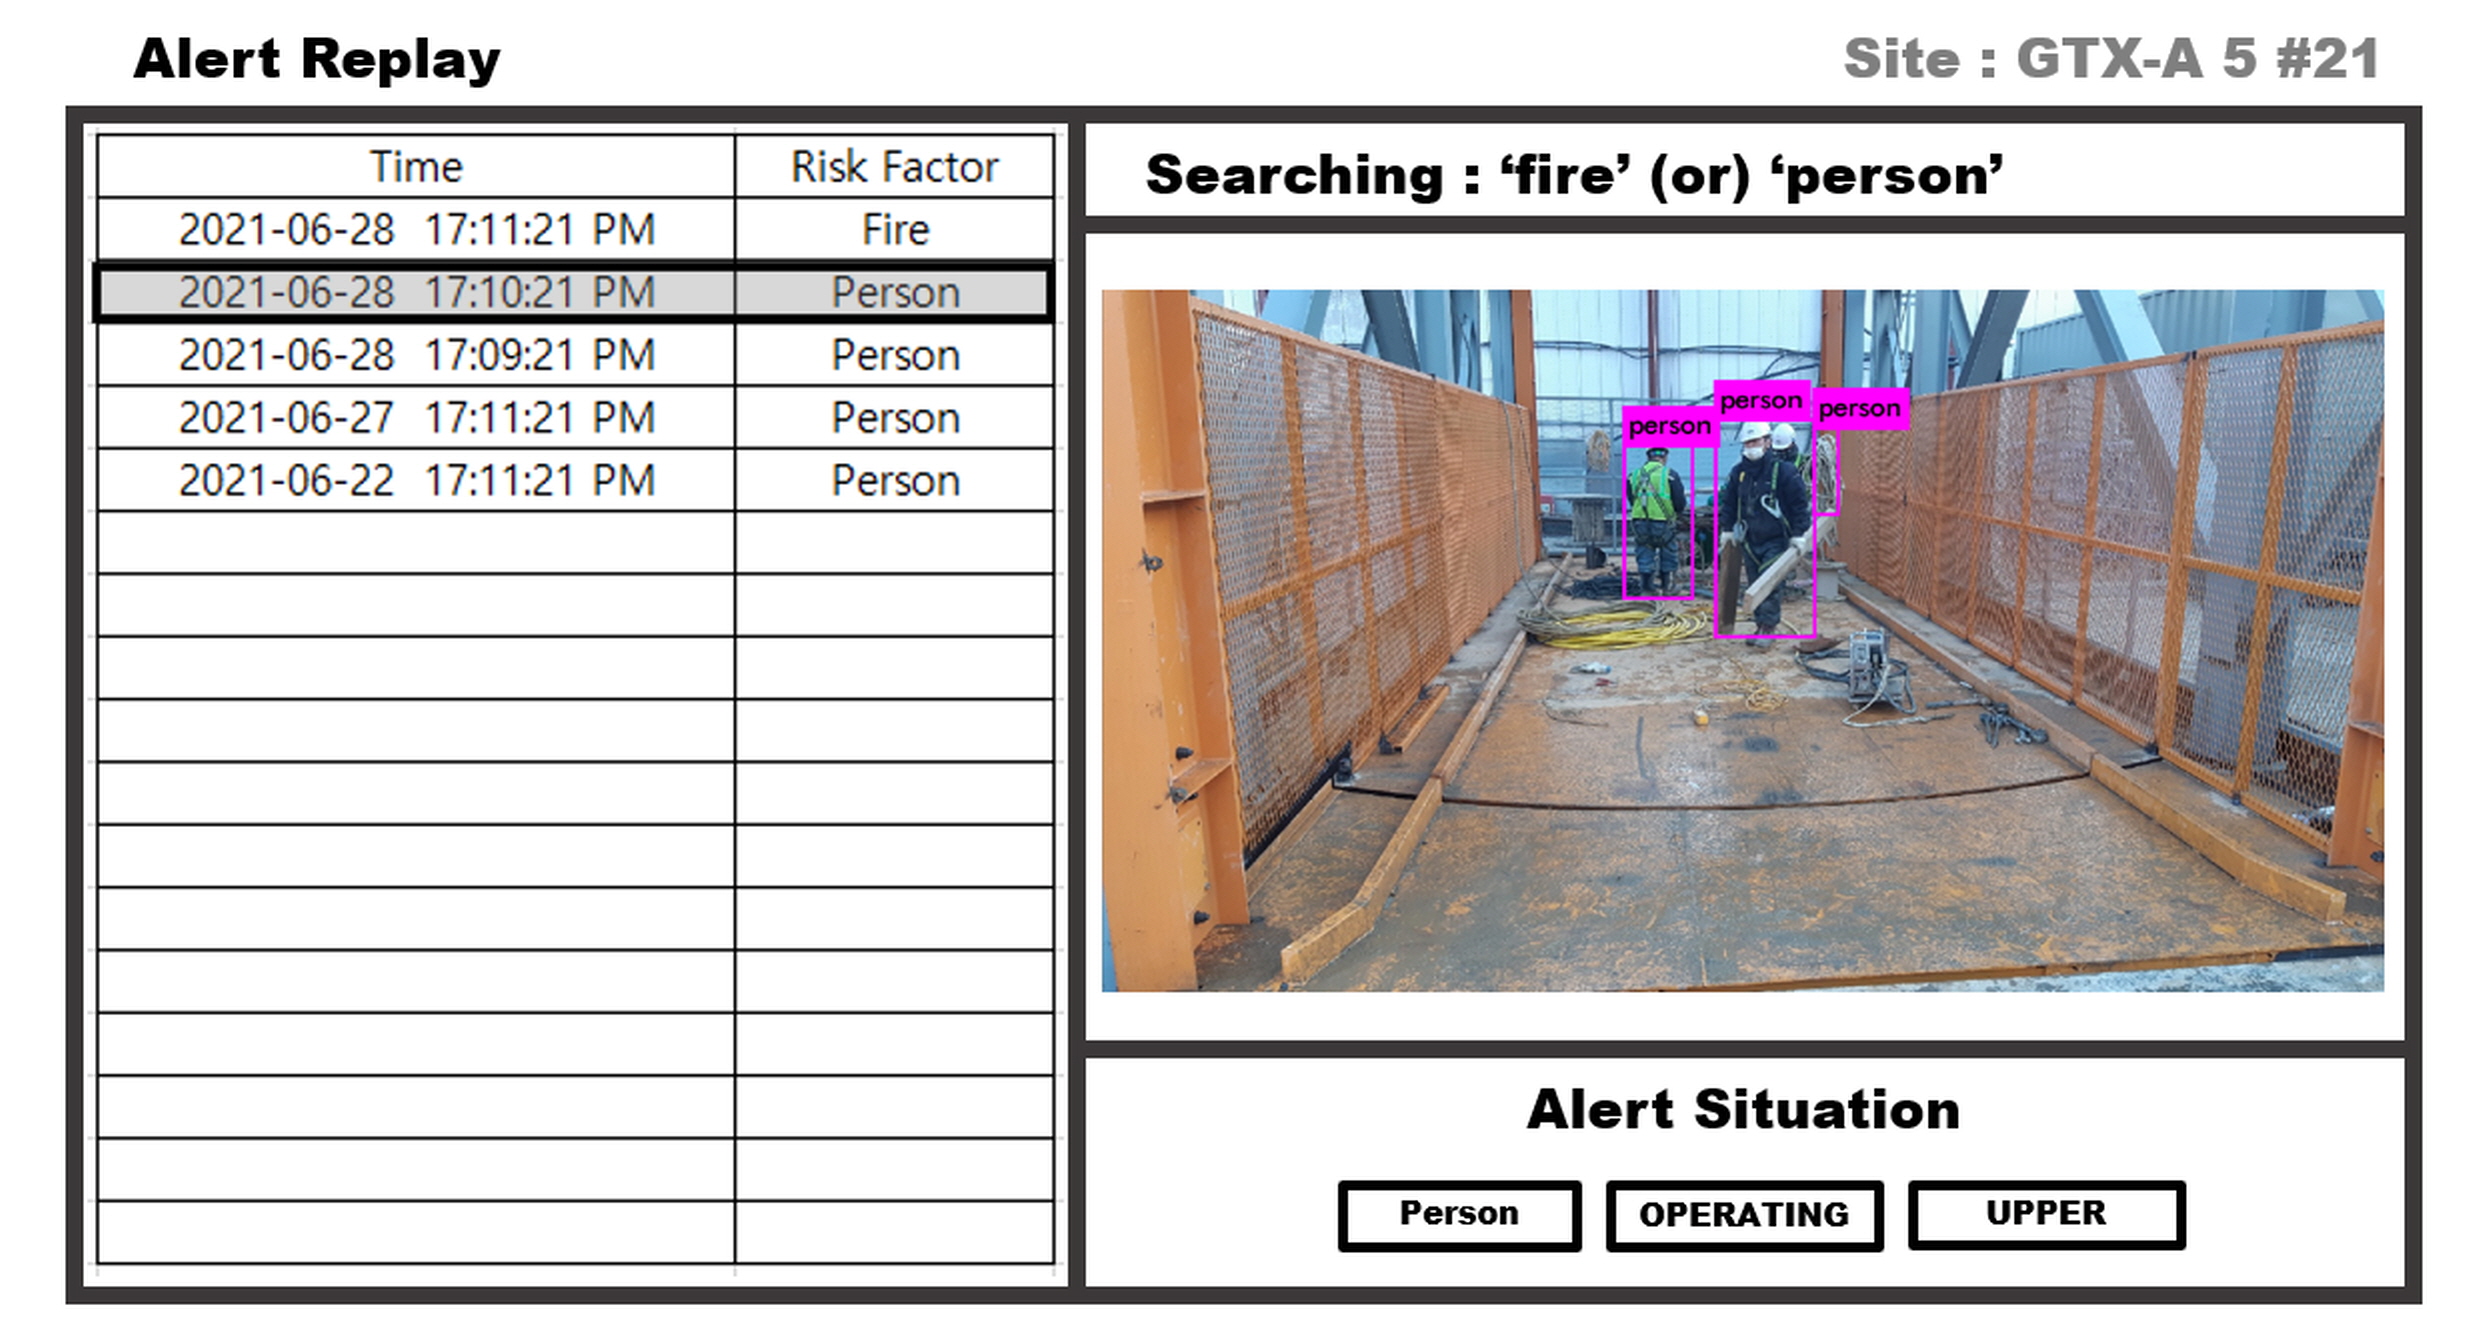 Alert Replay
Site : GTX-A 5 #21
Time Risk Factor
2021-06-28 17:11:21 PM Fire
2021-06-28 17:10:21 PM Person
2021-06-28 17:09:21 PM Person
2021-06-27 17:11:21 PM Person
2021-06-22 17:11:21 PM Person
Searching : ‘fire’ (or) ‘person’
person
person
person
Alert Situation
Person OPERATING UPPER